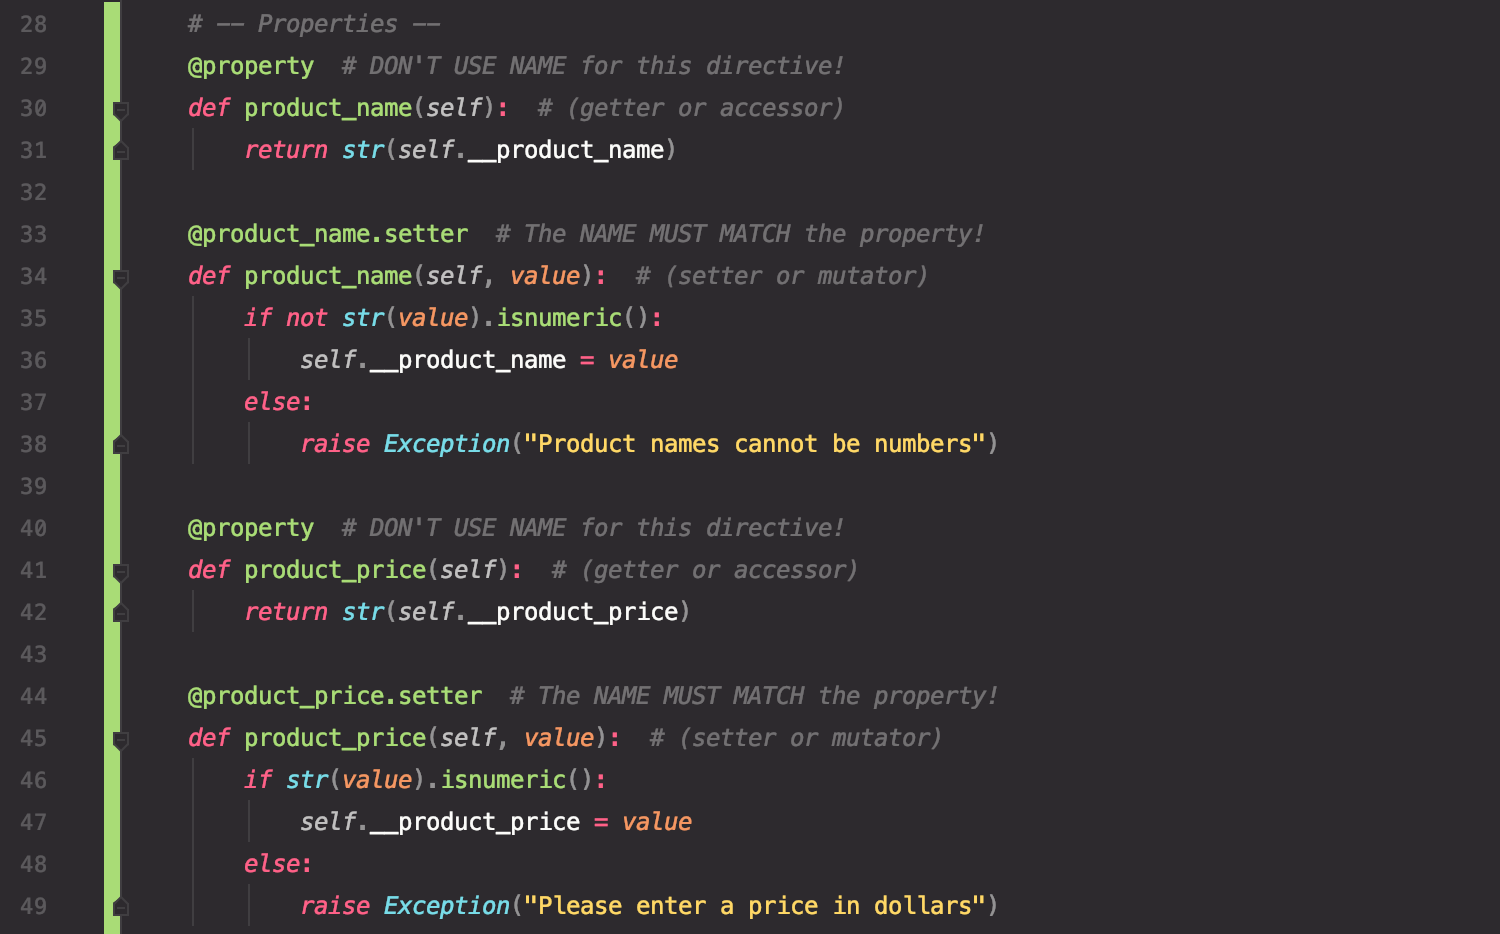 28 # -- Properties --
29 @property # DON'T USE NAME for this directive!
30 def product_name(self): # (getter or accessor)
31 return str(self.__product_name)
32
33 @product_name.setter # The NAME MUST MATCH the property!
34 def product_name(self, value): # (setter or mutator)
35 if not str(value).isnumeric():
36 self.__product_name = value
37 else:
38 raise Exception("Product names cannot be numbers")
39
40 @property # DON'T USE NAME for this directive!
41 def product_price(self): # (getter or accessor)
42 return str(self.__product_price)
43
44 @product_price.setter # The NAME MUST MATCH the property!
45 def product_price(self, value): # (setter or mutator)
46 if str(value).isnumeric():
47 self.__product_price = value
48 else:
49 raise Exception("Please enter a price in dollars")